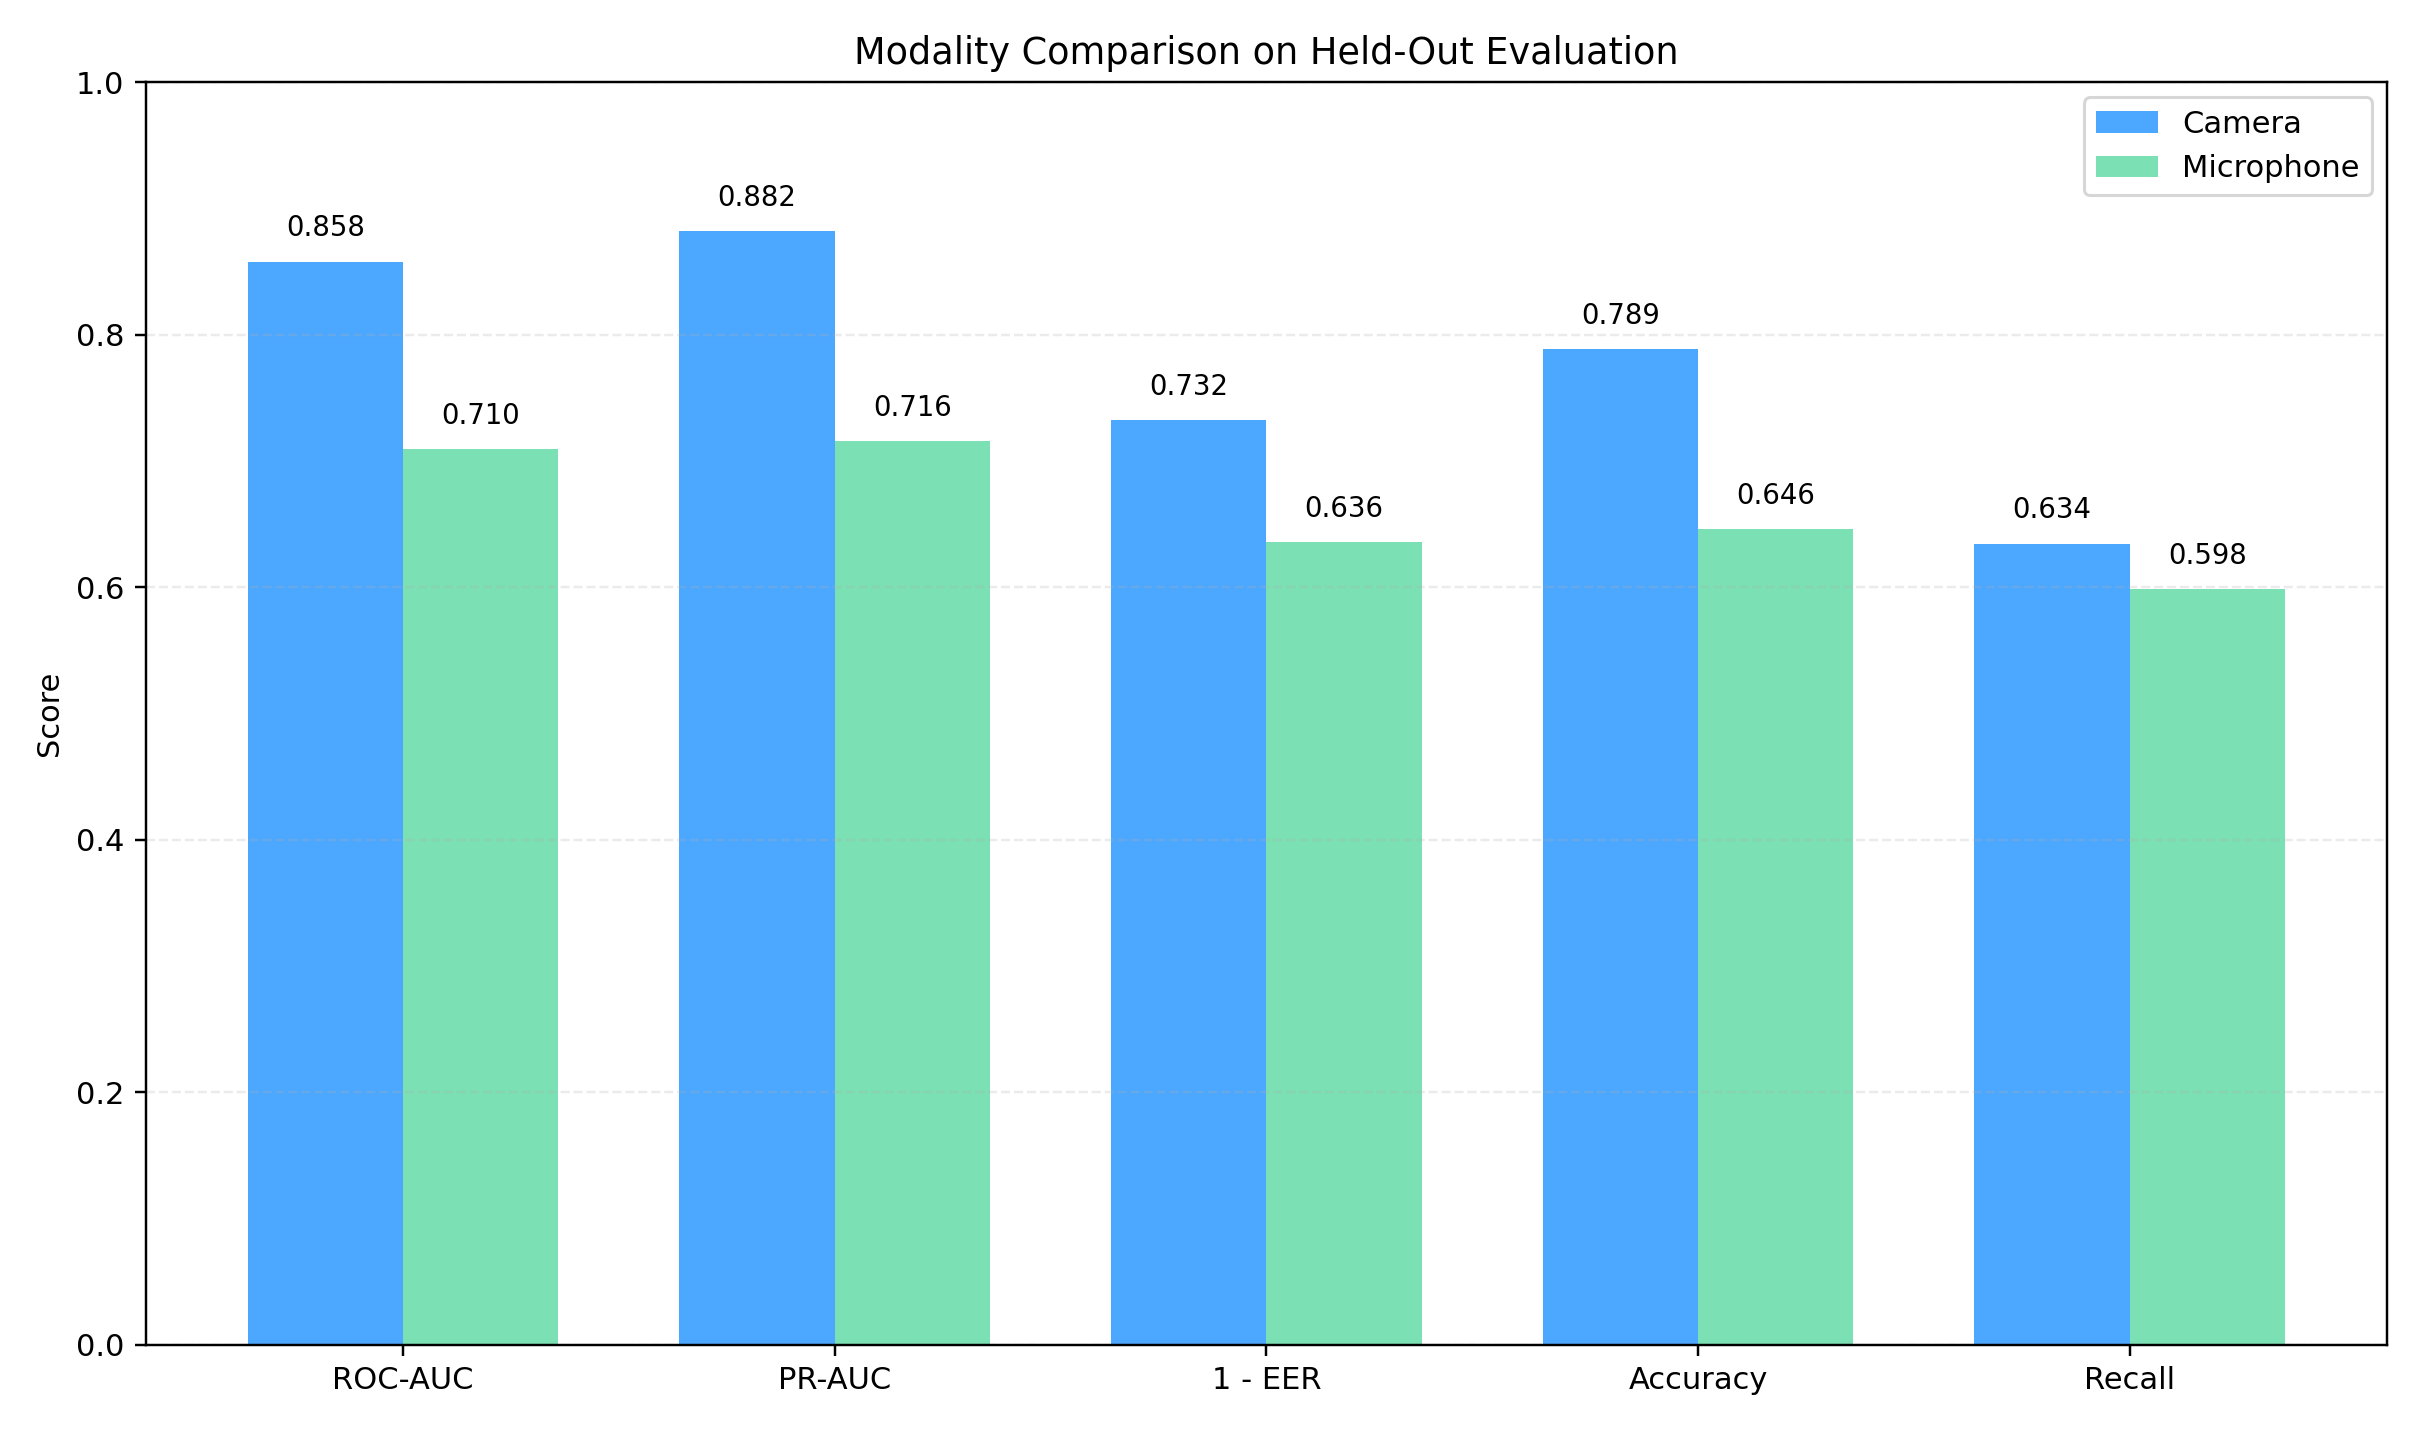 Modality Comparison on Held-Out Evaluation
Camera
Microphone
Score
1.0
0.8
0.6
0.4
0.2
0.0
0.858
0.710
0.882
0.716
0.732
0.636
0.789
0.646
0.634
0.598
ROC-AUC
PR-AUC
1 - EER
Accuracy
Recall